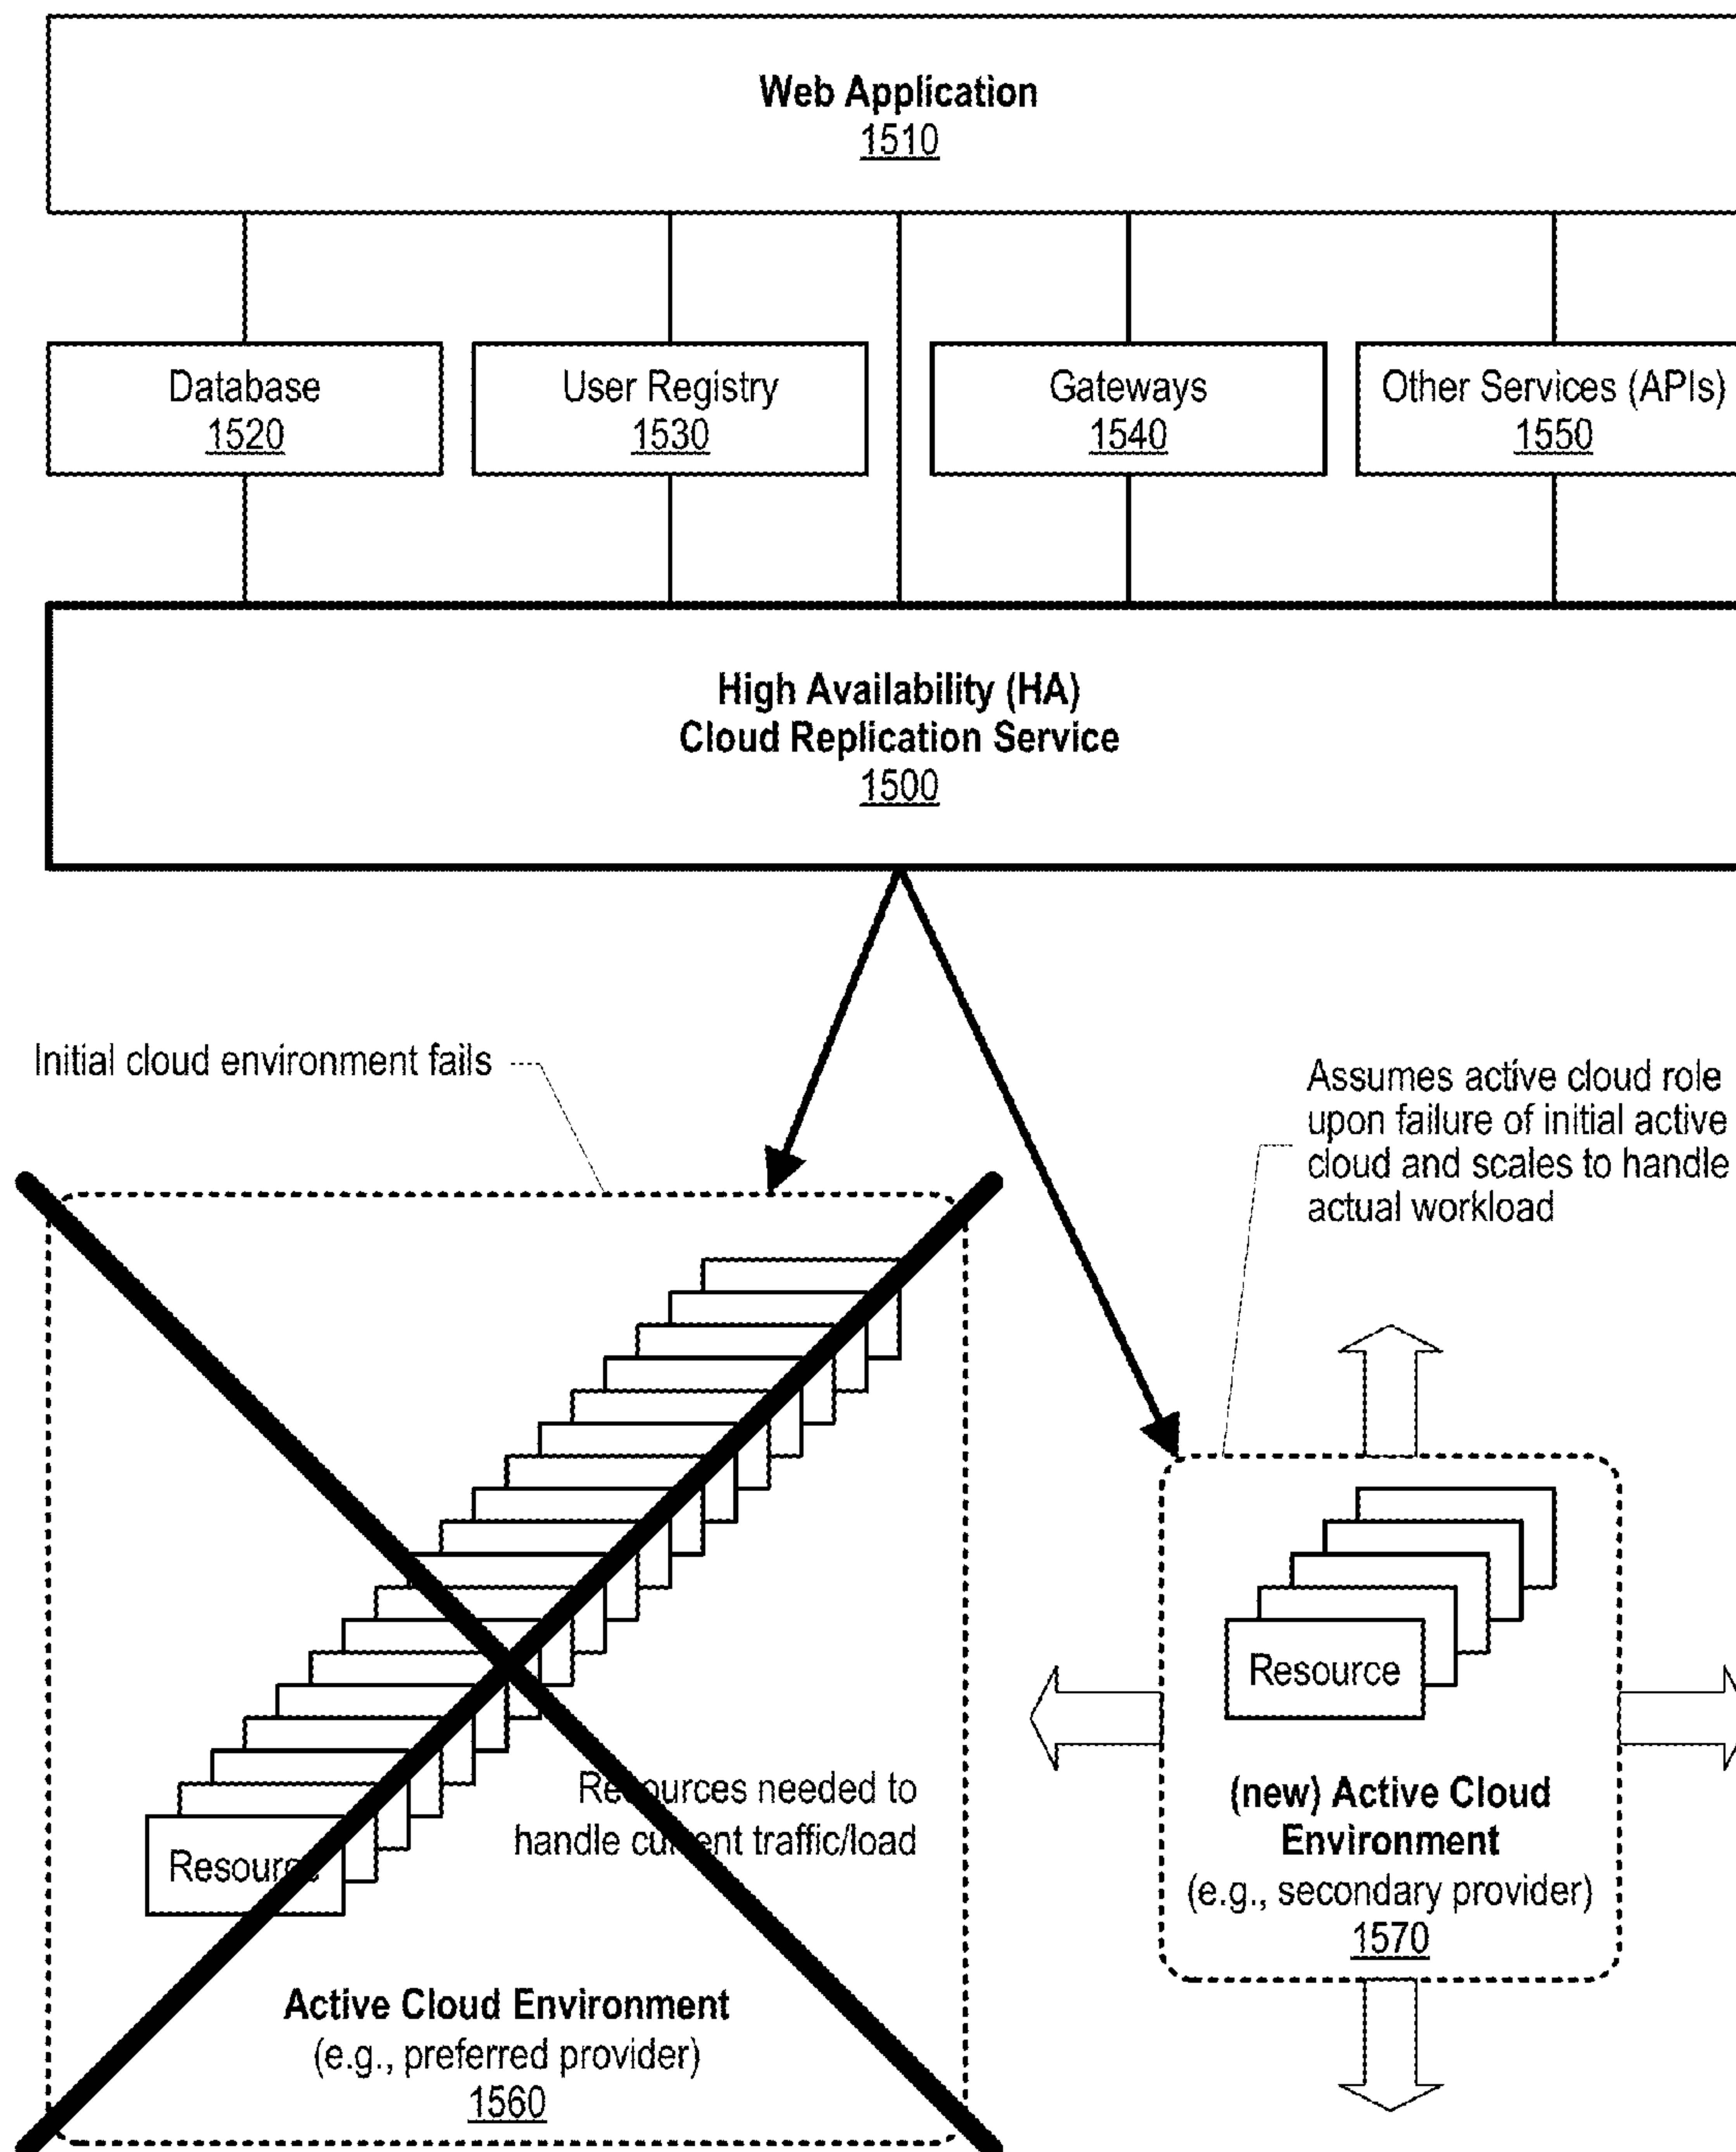 Web Application
1510
Database
1520
User Registry
1530
Gateways
1540
Other Services (APIs)
1550
High Availability (HA)
Cloud Replication Service
1500
Initial cloud environment fails
Assumes active cloud role
upon failure of initial active
cloud and scales to handle
actual workload
Resources needed to
handle current traffic/load
Resource
Active Cloud Environment
(e.g., preferred provider)
1560
Resource
(new) Active Cloud
Environment
(e.g., secondary provider)
1570